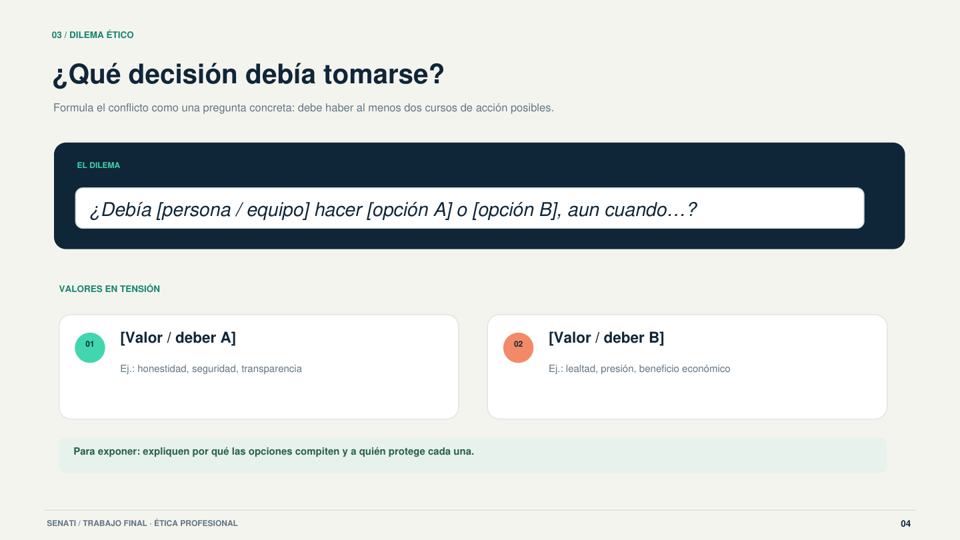 03 / DILEMA ÉTICO
¿Qué decisión debía tomarse?
Formula el conflicto como una pregunta concreta: debe haber al menos dos cursos de acción posibles.
EL DILEMA
¿Debía [persona / equipo] hacer [opción A] o [opción B], aun cuando…?
VALORES EN TENSIÓN
01
[Valor / deber A]
Ej.: honestidad, seguridad, transparencia
02
[Valor / deber B]
Ej.: lealtad, presión, beneficio económico
Para exponer: expliquen por qué las opciones compiten y a quién protege cada una.
SENATI / TRABAJO FINAL · ÉTICA PROFESIONAL
04